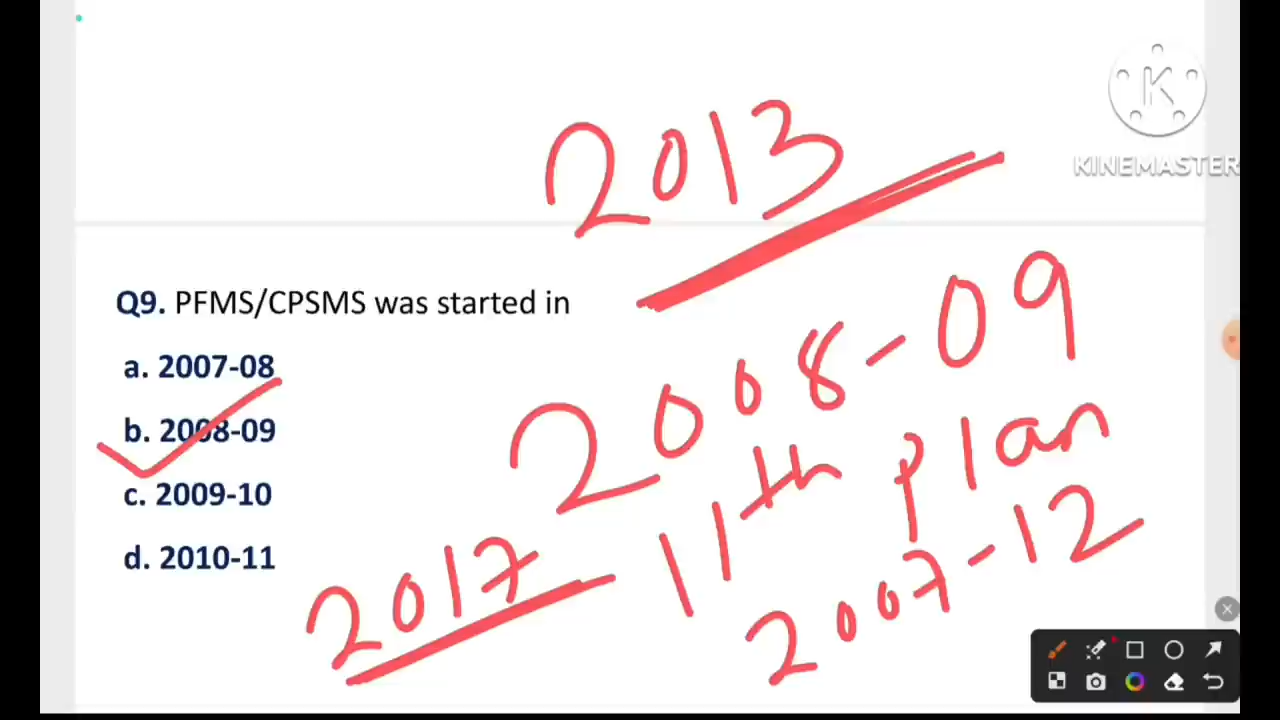 2013
KINEMASTER
Q9. PFMS/CPSMS was started in
a. 2007-08
b. 2008-09
c. 2009-10
d. 2010-11
2008-09
11th plan
2007-12
2017